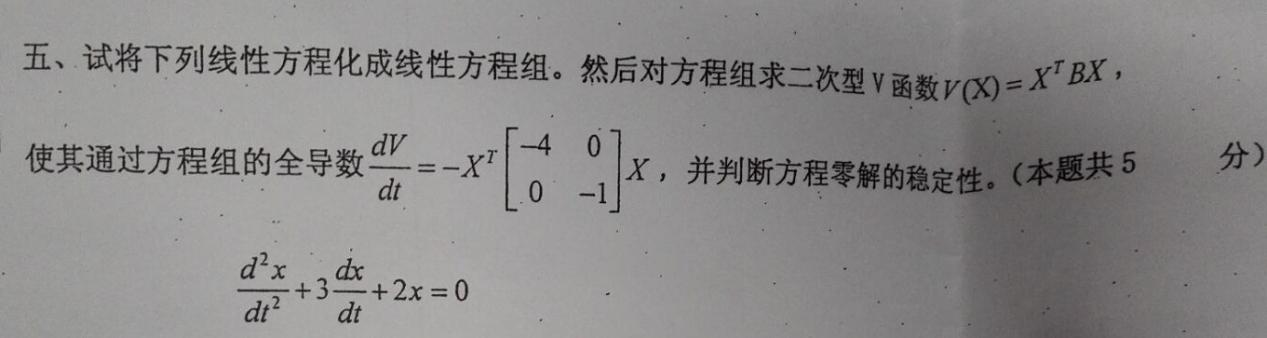 五、试将下列线性方程化成线性方程组。然后对方程组求二次型 V 函数 V(X) = XᵀBX，
使其通过方程组的全导数 dV/dt = -Xᵀ [-4 0; 0 -1] X，并判断方程零解的稳定性。（本题共 5 分）
d²x/dt² + 3 dx/dt + 2x = 0